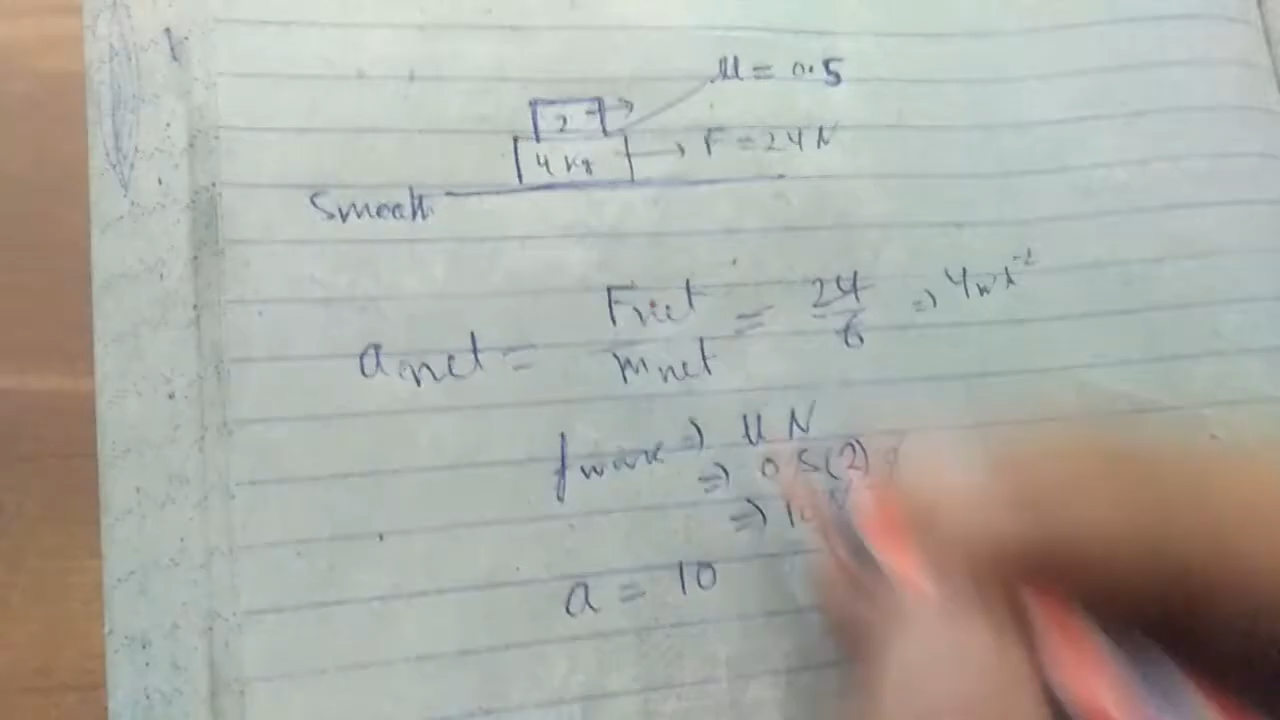 μ = 0.5
2
4 kg → F = 24 N
Smooth
a net = F net / m net = 24 / 6 ⇒ 4 m s⁻²
f max ⇒ μ N
⇒ 0.5(2)
⇒ 10
a = 10